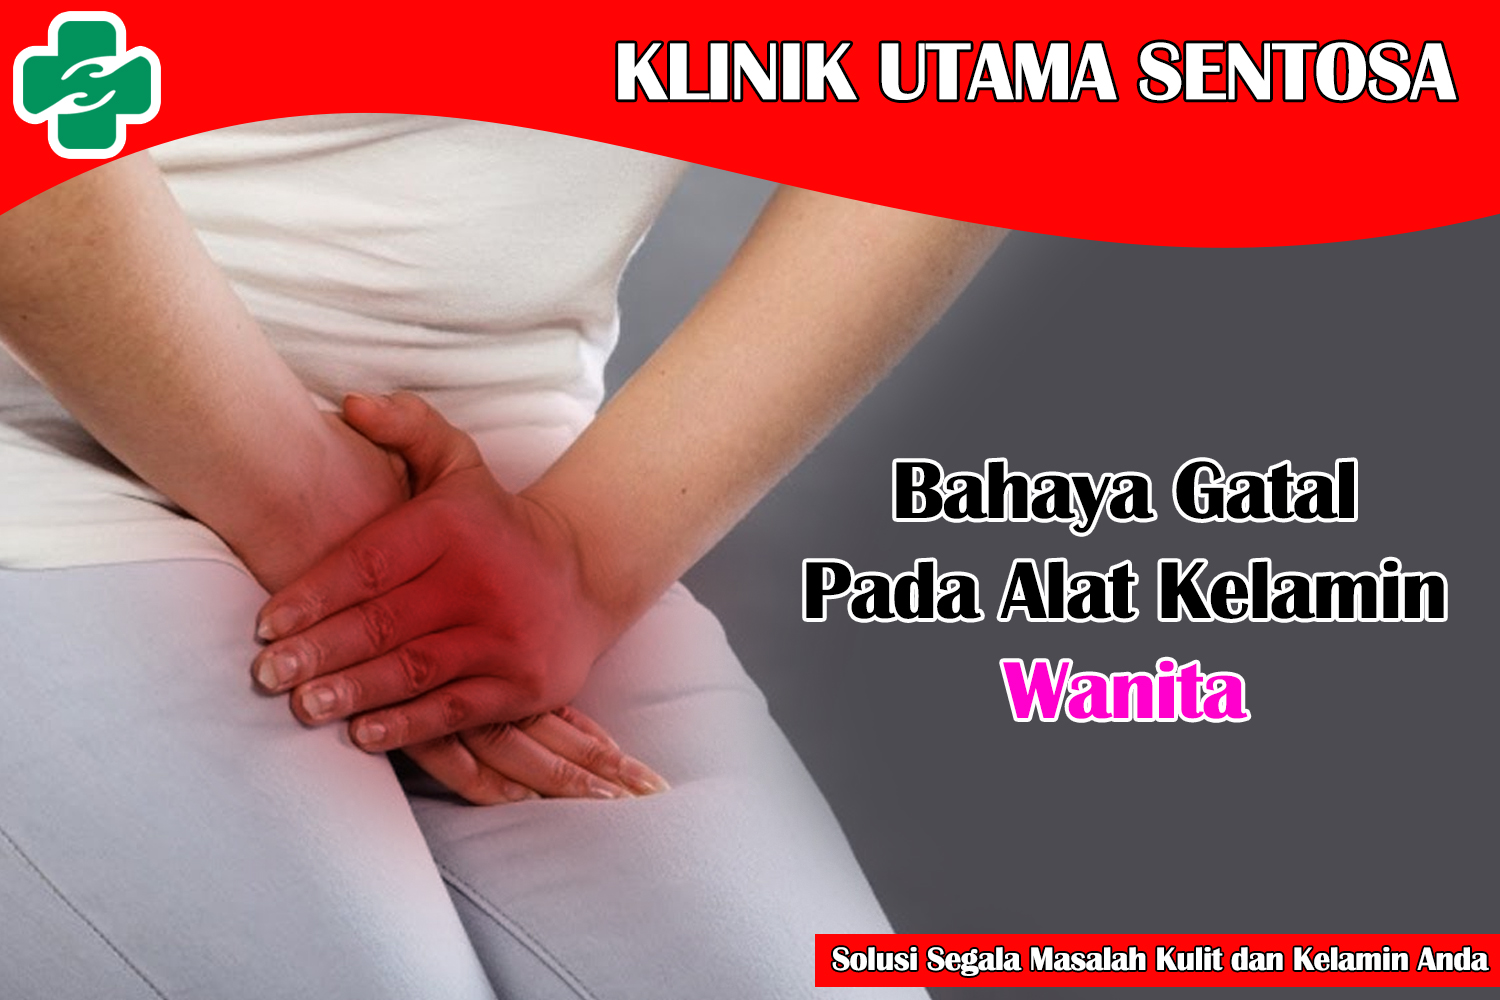 KLINIK UTAMA SENTOSA
Bahaya Gatal
Pada Alat Kelamin
Wanita
Solusi Segala Masalah Kulit dan Kelamin Anda